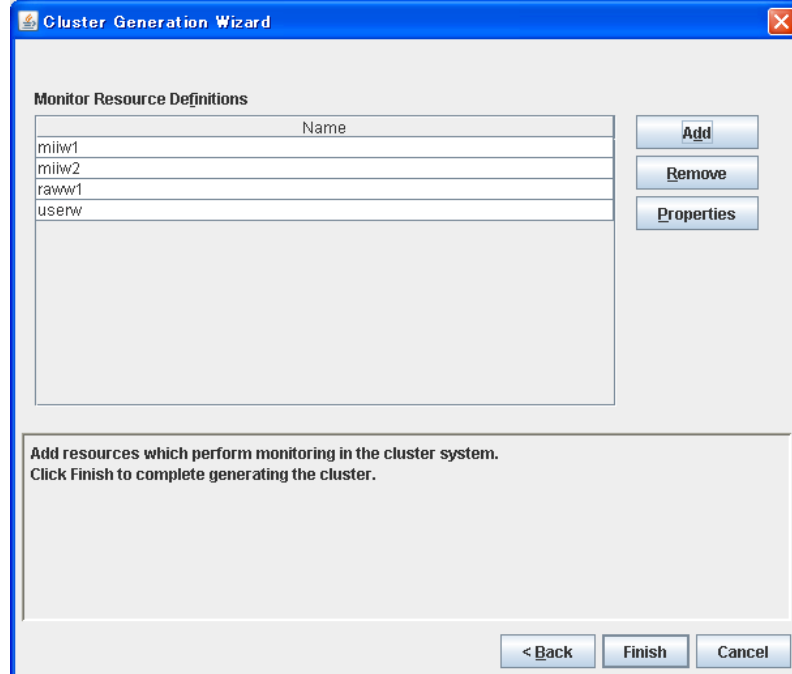 Cluster Generation Wizard
Monitor Resource Definitions
Name
miiw1
miiw2
raww1
userw
Add
Remove
Properties
Add resources which perform monitoring in the cluster system.
Click Finish to complete generating the cluster.
< Back
Finish
Cancel